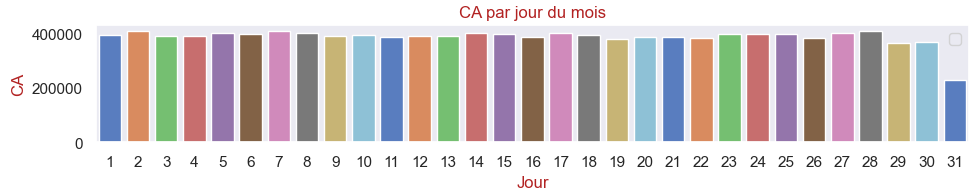 CA par jour du mois
CA
400000
200000
0
1 2 3 4 5 6 7 8 9 10 11 12 13 14 15 16 17 18 19 20 21 22 23 24 25 26 27 28 29 30 31
Jour